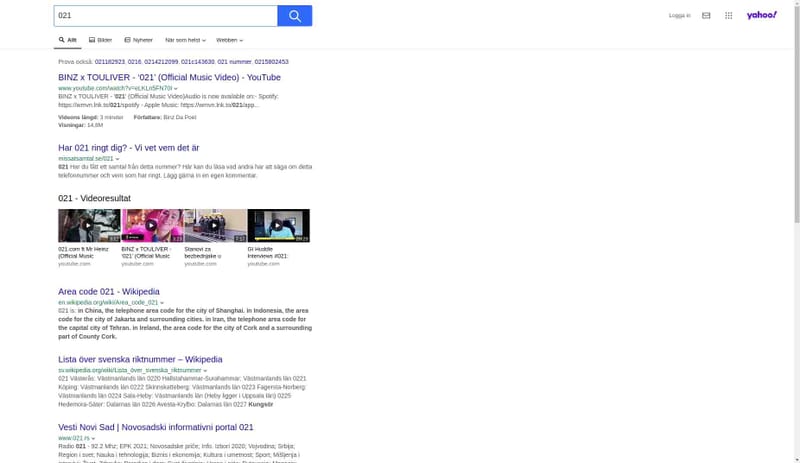 021
Logga in
yahoo!
Allt
Bilder
Nyheter
När som helst
Webben
Prova också: 021182923, 0216, 0214212099, 021c143630, 021 nummer, 0215802453
BINZ x TOULIVER - '021' (Official Music Video) - YouTube
www.youtube.com/watch?v=eLKLn5FN70I
BINZ x TOULIVER - '021' (Official Music Video)Audio is now available on:- Spotify:
https://xmvn.lnk.to/021/spotify - Apple Music: https://xmvn.lnk.to/021/app...
Videons längd: 3 minuter Författare: Binz Da Poet
Visningar: 14,6M
Har 021 ringt dig? - Vi vet vem det är
missatsamtal.se/021
021 Har du fått ett samtal från detta nummer? Här kan du läsa vad andra har att säga om detta
telefonnummer och vem som har ringt. Lägg gärna in en egen kommentar.
021 - Videoresultat
021.com ft Mr Heinz
(Official Music
youtube.com
BINZ x TOULIVER -
'021' (Official Music
youtube.com
Stanovi za
bezbednjake u
youtube.com
GI Huddle
Interviews #021:
youtube.com
Area code 021 - Wikipedia
en.wikipedia.org/wiki/Area_code_021
021 is: in China, the telephone area code for the city of Shanghai. in Indonesia, the area
code for the city of Jakarta and surrounding cities. in Iran, the telephone area code for
the capital city of Tehran. in Ireland, the area code for the city of Cork and a surrounding
part of County Cork.
Lista över svenska riktnummer – Wikipedia
sv.wikipedia.org/wiki/Lista_över_svenska_riktnummer
021 Västerås: Västmanlands län 0220 Hallstahammar-Surahammar: Västmanlands län 0221
Köping: Västmanlands län 0222 Skinnskatteberg: Västmanlands län 0223 Fagersta-Norberg:
Västmanlands län 0224 Sala-Heby: Västmanlands län (Heby ligger i Uppsala län) 0225
Hedemora-Säter: Dalarnas län 0226 Avesta-Krylbo: Dalarnas län 0227 Kungsör
Vesti Novi Sad | Novosadski informativni portal 021
www.021.rs
Radio 021 - 92.2 Mhz; EPK 2021; Novosadske priče; Info. Izbori 2020; Vojvodina; Srbija;
Region i svet; Nauka i tehnologija; Biznis i ekonomija; Kultura i umetnost; Sport; Mišljenja i